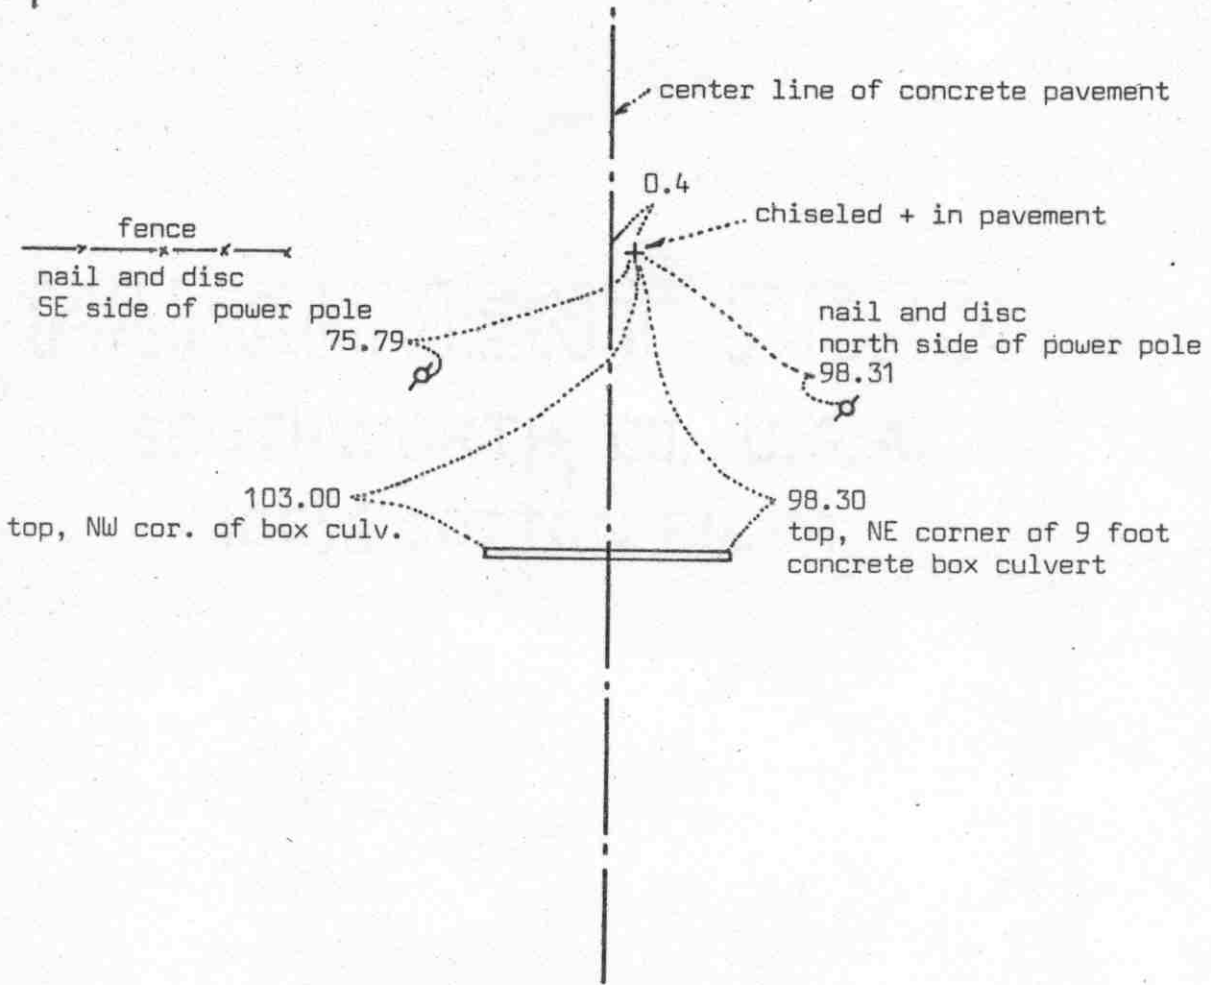 center line of concrete pavement
0.4
chiseled + in pavement
fence
nail and disc
SE side of power pole
75.79
nail and disc
north side of power pole
98.31
103.00
top, NW cor. of box culv.
98.30
top, NE corner of 9 foot
concrete box culvert